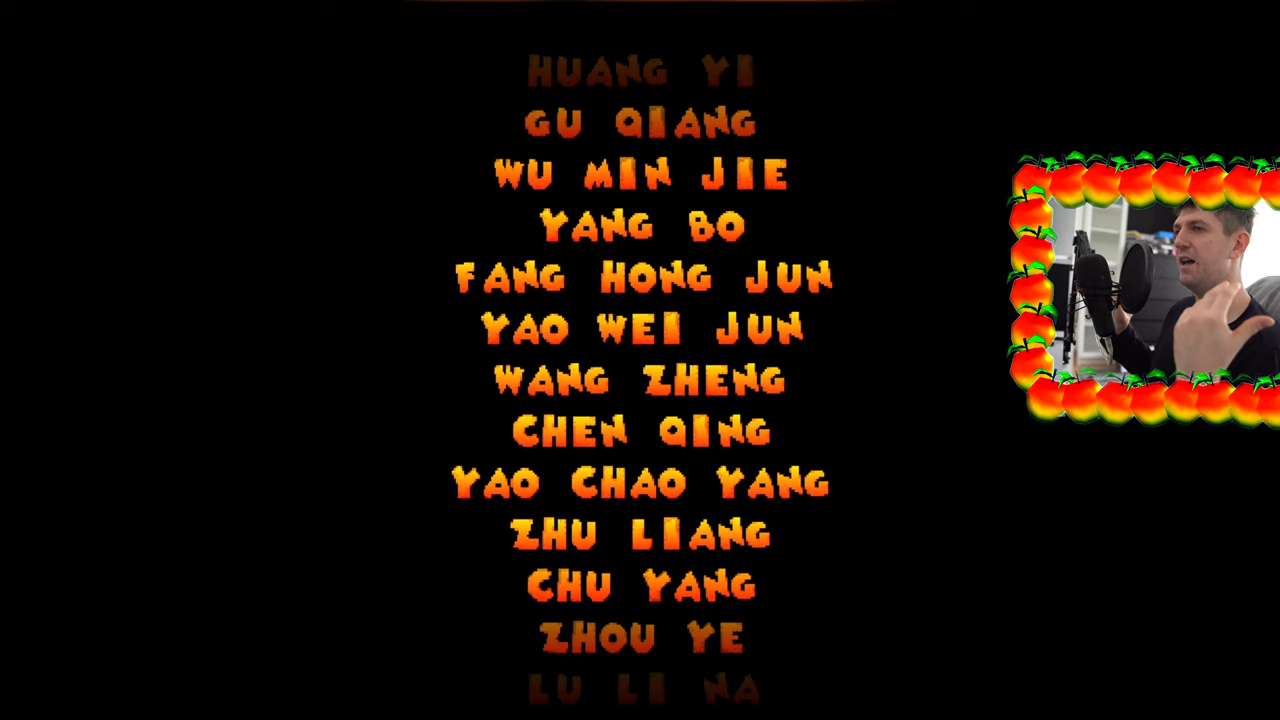 HUANG YI
GU QIANG
WU MIN JIE
YANG BO
FANG HONG JUN
YAO WEI JUN
WANG ZHENG
CHEN QING
YAO CHAO YANG
ZHU LIANG
CHU YANG
ZHOU YE
LU LI NA